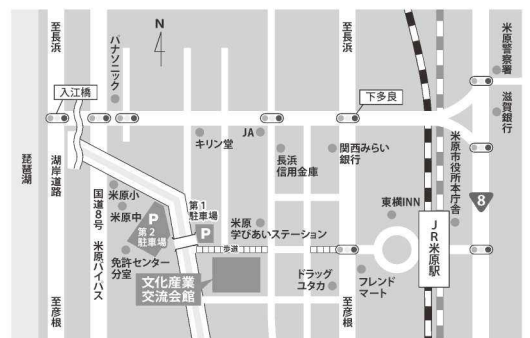 至長浜
パナソニック
N
至長浜
米原警察署
入江橋
下多良
滋賀銀行
キリン堂
JA
長浜
信用金庫
関西みらい
銀行
琵琶湖
湖岸道路
国道8号 米原バイパス
米原小
米原中
P
第2
駐車場
第1
駐車場
P
米原
学びあいステーション
歩道
東横INN
米原市役所本庁舎
8
JR米原駅
免許センター
分室
文化産業
交流会館
ドラッグ
ユタカ
フレンド
マート
至彦根
至彦根